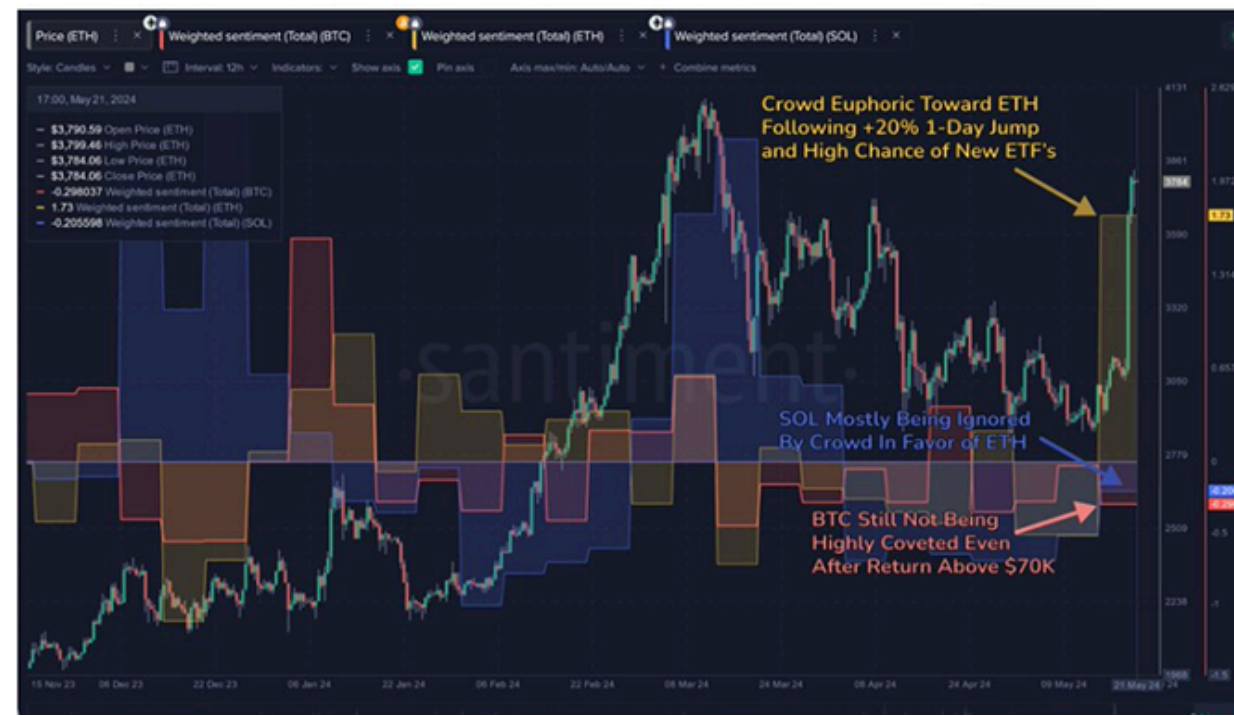 Price (ETH)
Weighted sentiment (Total) (BTC)
Weighted sentiment (Total) (ETH)
Weighted sentiment (Total) (SOL)
Style: Candles
Interval: 12h
Indicators:
Show axis
Pin axis
Axis max/min: Auto/Auto
+ Combine metrics
17:00, May 21, 2024
$3,790.59 Open Price (ETH)
$3,799.46 High Price (ETH)
$3,784.06 Low Price (ETH)
$3,784.06 Close Price (ETH)
-0.298037 Weighted sentiment (Total) (BTC)
1.73 Weighted sentiment (Total) (ETH)
-0.205598 Weighted sentiment (Total) (SOL)
Crowd Euphoric Toward ETH
Following +20% 1-Day Jump
and High Chance of New ETF's
·santiment·
SOL Mostly Being Ignored
By Crowd In Favor of ETH
BTC Still Not Being
Highly Coveted Even
After Return Above $70K
4131
3861
3784
3590
3320
3050
2779
2509
2238
1968
1.972
1.73
1.314
0
-0.5
-1
-1.5
15 Nov 23
06 Dec 23
22 Dec 23
06 Jan 24
22 Jan 24
06 Feb 24
22 Feb 24
08 Mar 24
24 Mar 24
08 Apr 24
24 Apr 24
09 May 24
21 May 24